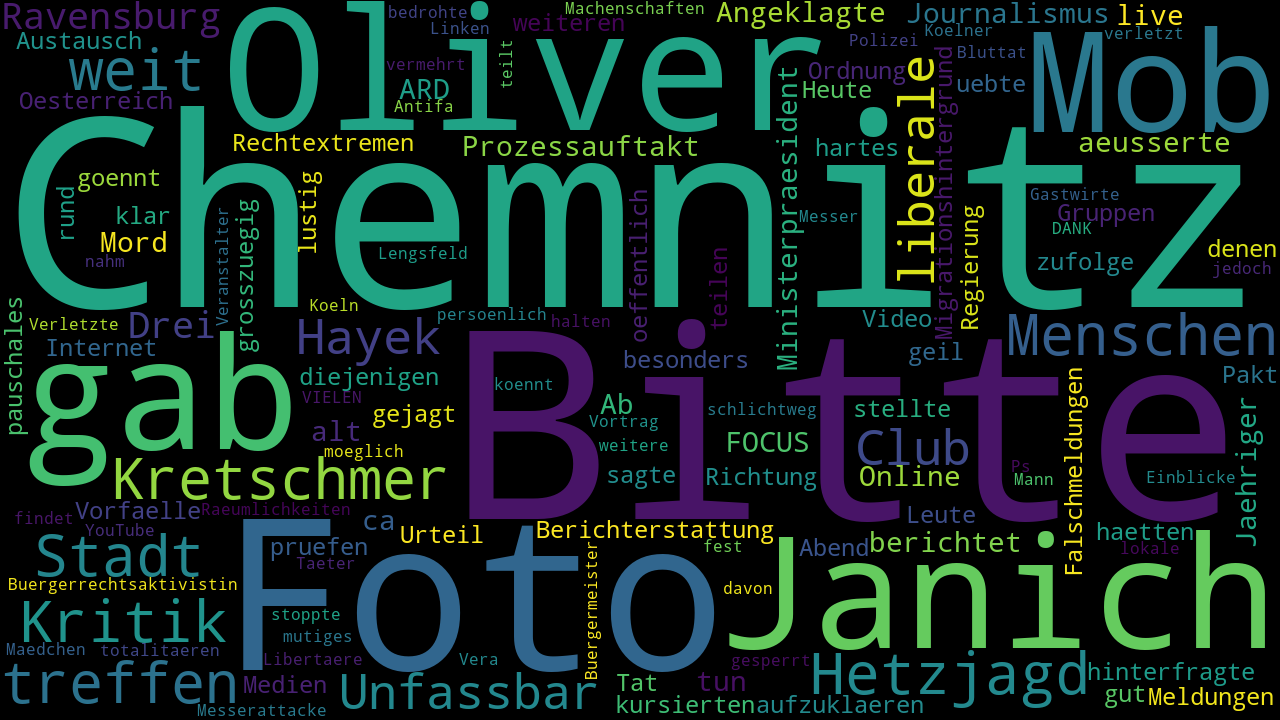 Ravensburg
Oliver
bedrohte
Linken
Machenschaften
weiteren
Angeklagte
Journalismus
live
Koelner
verletzt
Austausch
weit
vermehrt
teilt
ARD
Antifa
Polizei
Bluttat
Mob
Oesterreich
Ordnung
Heute
uebte
Rechtextremen
Prozessauftakt
Ministerpraesident
hartes
liberale
Migrationshintergrund
aeusserte
Chemnitz
goennt
rund
klar
Mord
nahm
Veranstalter
grosszuegig
lustig
Lengsfeld
oeffentlich
teilen
Messer
Regierung
Gastwirte
Gruppen
DANK
zufolge
denen
jedoch
pauschales
Verletzte
Drei
Koeln
persoenlich
halten
Video
Internet
Hayek
besonders
geil
Menschen
Pakt
gab
diejenigen
VIELEN
koennt
Bitte
Ab
Vortrag
schlichtweg
stellte
Falschmeldungen
Jaehriger
gejagt
alt
moeglich
weitere
FOCUS
Club
Kretschmer
sagte
Richtung
Online
Ps
Mann
Einblicke
findet
Vorfaelle
Raeumlichkeiten
YouTube
ca
Urteil
Berichterstattung
Leute
haetten
lokale
Stadt
pruefen
Taeter
Foto
fest
Abend
berichtet
Buergerrechtsaktivistin
Buergermeister
davon
Janich
Kritik
stoppte
mutiges
Maedchen
totalitaeren
Libertaere
Vera
gesperrt
treffen
Medien
Messerattacke
Unfassbar
Tat
tun
kursierten
aufzuklaeren
Hetzjagd
hinterfragte
gut
Meldungen